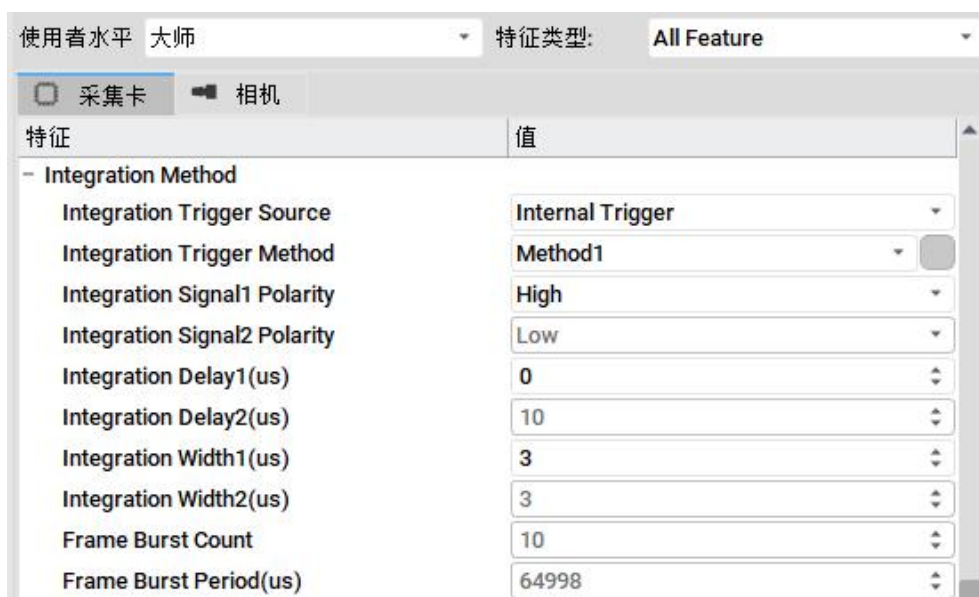 使用者水平 大师 特征类型: All Feature
采集卡 相机
特征 值
− Integration Method
Integration Trigger Source Internal Trigger
Integration Trigger Method Method1
Integration Signal1 Polarity High
Integration Signal2 Polarity Low
Integration Delay1(us) 0
Integration Delay2(us) 10
Integration Width1(us) 3
Integration Width2(us) 3
Frame Burst Count 10
Frame Burst Period(us) 64998